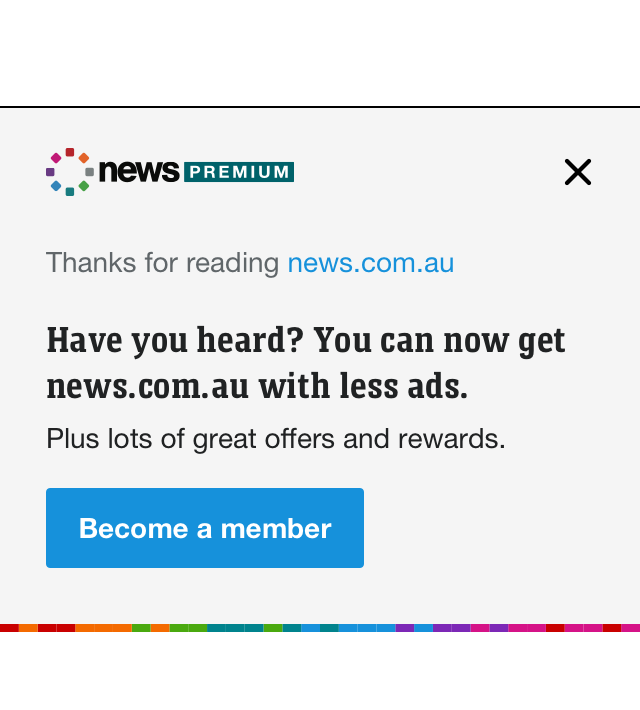 news PREMIUM
Thanks for reading news.com.au
Have you heard? You can now get
news.com.au with less ads.
Plus lots of great offers and rewards.
Become a member